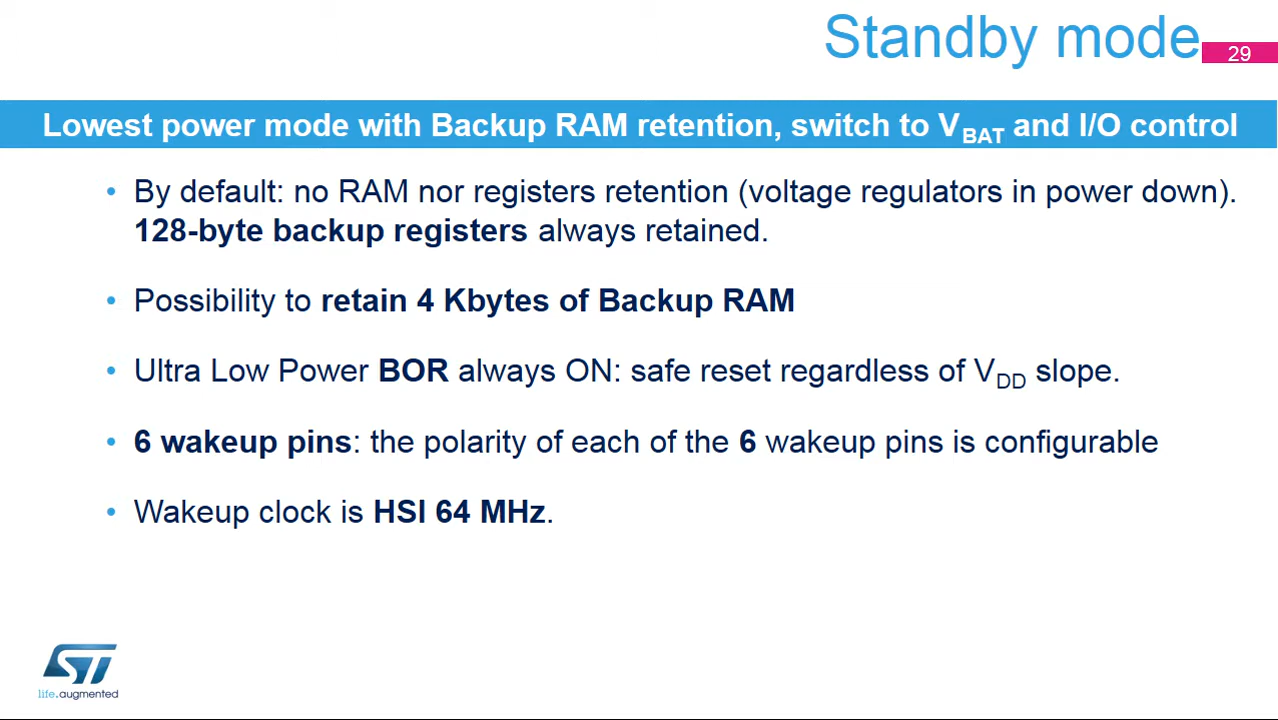 Standby mode
29
Lowest power mode with Backup RAM retention, switch to VBAT and I/O control
• By default: no RAM nor registers retention (voltage regulators in power down).
128-byte backup registers always retained.
• Possibility to retain 4 Kbytes of Backup RAM
• Ultra Low Power BOR always ON: safe reset regardless of VDD slope.
• 6 wakeup pins: the polarity of each of the 6 wakeup pins is configurable
• Wakeup clock is HSI 64 MHz.
ST
life.augmented